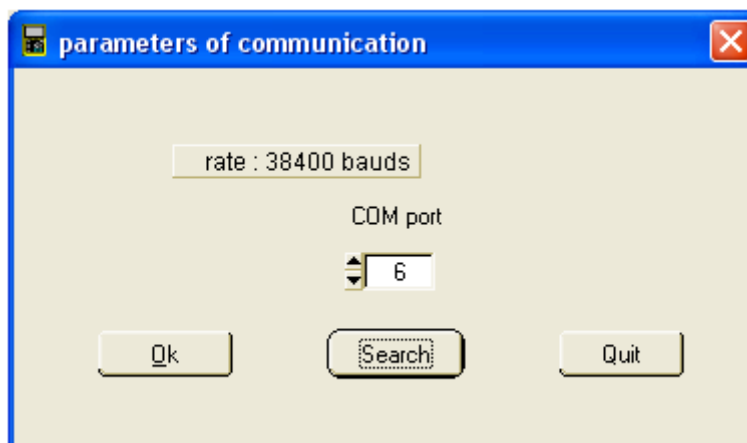 parameters of communication
rate : 38400 bauds
COM port
6
Ok Search Quit